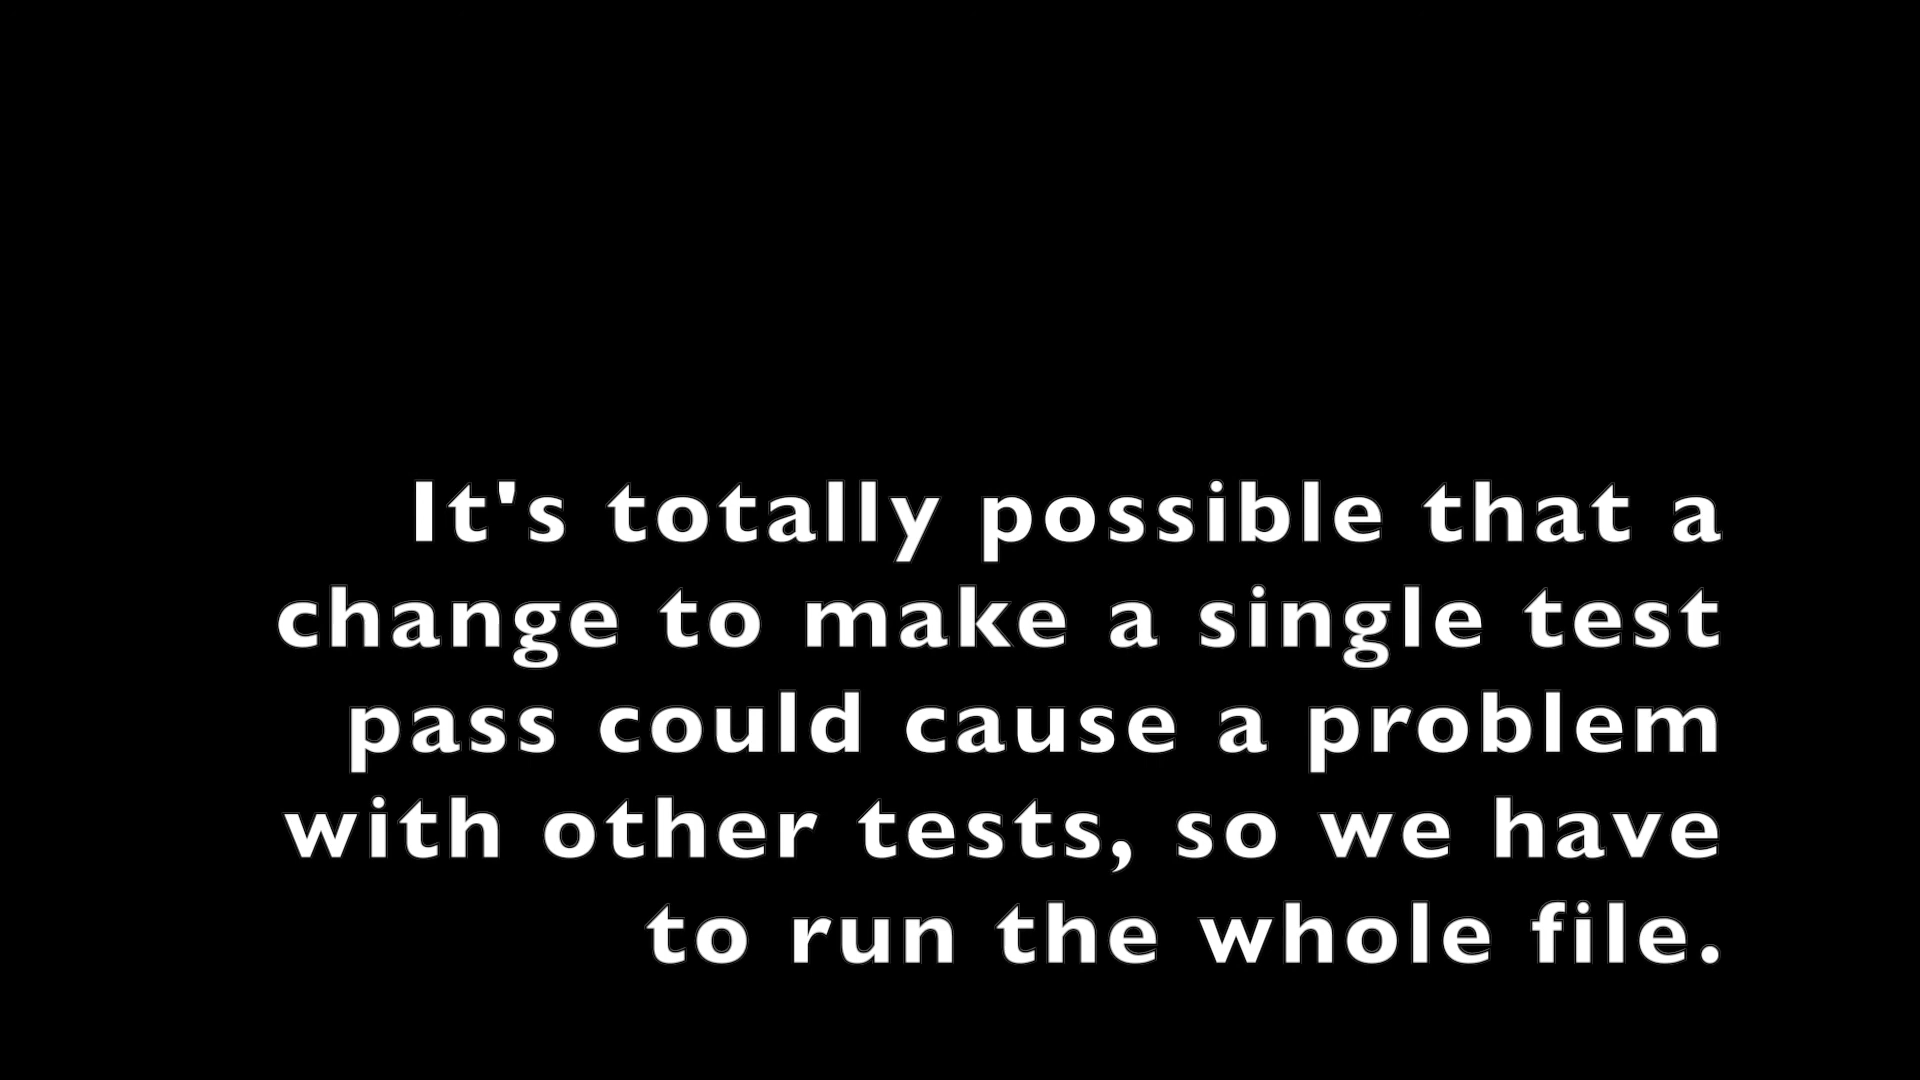 It's totally possible that a
change to make a single test
pass could cause a problem
with other tests, so we have
to run the whole file.